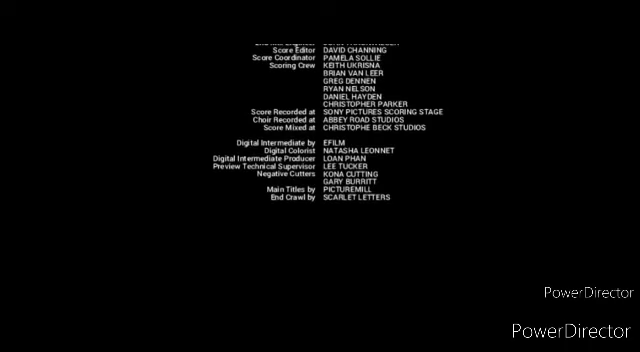 Score Editor DAVID CHANNING
Score Coordinator PAMELA SOLLIE
Scoring Crew KEITH UKRISNA
BRIAN VAN LEER
GREG DENNEN
RYAN NELSON
DANIEL HAYDEN
CHRISTOPHER PARKER
Score Recorded at SONY PICTURES SCORING STAGE
Choir Recorded at ABBEY ROAD STUDIOS
Score Mixed at CHRISTOPHE BECK STUDIOS
Digital Intermediate by EFILM
Digital Colorist NATASHA LEONNET
Digital Intermediate Producer LOAN PHAN
Preview Technical Supervisor LEE TUCKER
Negative Cutters KONA CUTTING
GARY BURRITT
Main Titles by PICTUREMILL
End Crawl by SCARLET LETTERS
PowerDirector
PowerDirector